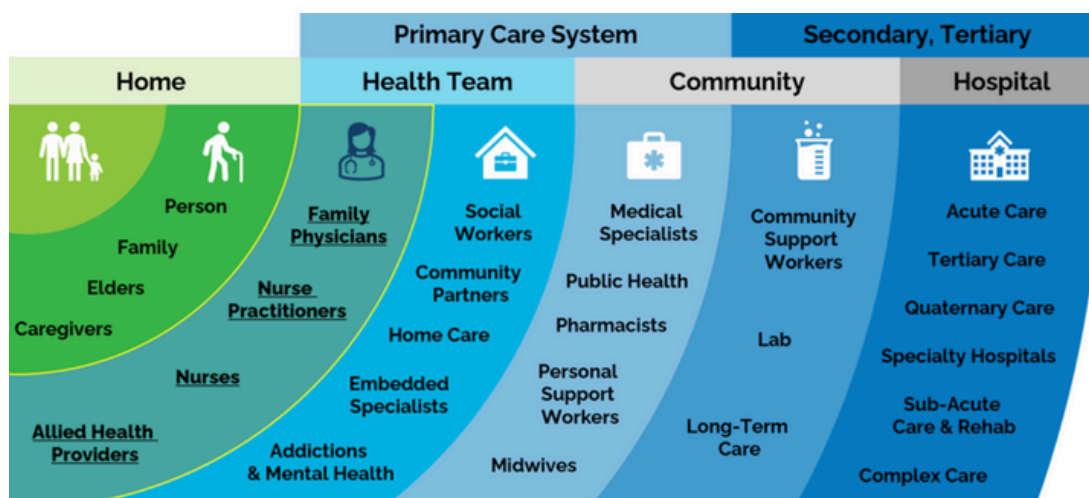 Primary Care System
Secondary, Tertiary
Home
Health Team
Community
Hospital
Person
Family
Elders
Caregivers
Family
Physicians
Nurse
Practitioners
Nurses
Allied Health
Providers
Social
Workers
Community
Partners
Home Care
Embedded
Specialists
Addictions
& Mental Health
Medical
Specialists
Public Health
Pharmacists
Personal
Support
Workers
Midwives
Community
Support
Workers
Lab
Long-Term
Care
Acute Care
Tertiary Care
Quaternary Care
Specialty Hospitals
Sub-Acute
Care & Rehab
Complex Care